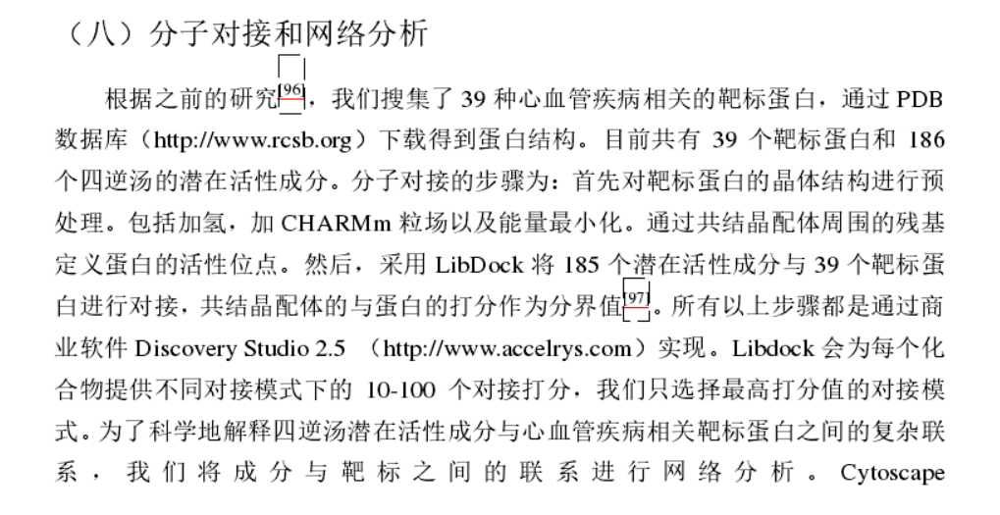 （八）分子对接和网络分析
根据之前的研究[96]，我们搜集了 39 种心血管疾病相关的靶标蛋白，通过 PDB
数据库（http://www.rcsb.org）下载得到蛋白结构。目前共有 39 个靶标蛋白和 186
个四逆汤的潜在活性成分。分子对接的步骤为：首先对靶标蛋白的晶体结构进行预
处理。包括加氢，加 CHARMm 粒场以及能量最小化。通过共结晶配体周围的残基
定义蛋白的活性位点。然后，采用 LibDock 将 185 个潜在活性成分与 39 个靶标蛋
白进行对接，共结晶配体的与蛋白的打分作为分界值[97]。所有以上步骤都是通过商
业软件 Discovery Studio 2.5 （http://www.accelrys.com）实现。Libdock 会为每个化
合物提供不同对接模式下的 10-100 个对接打分，我们只选择最高打分值的对接模
式。为了科学地解释四逆汤潜在活性成分与心血管疾病相关靶标蛋白之间的复杂联
系，我们将成分与靶标之间的联系进行网络分析。Cytoscape